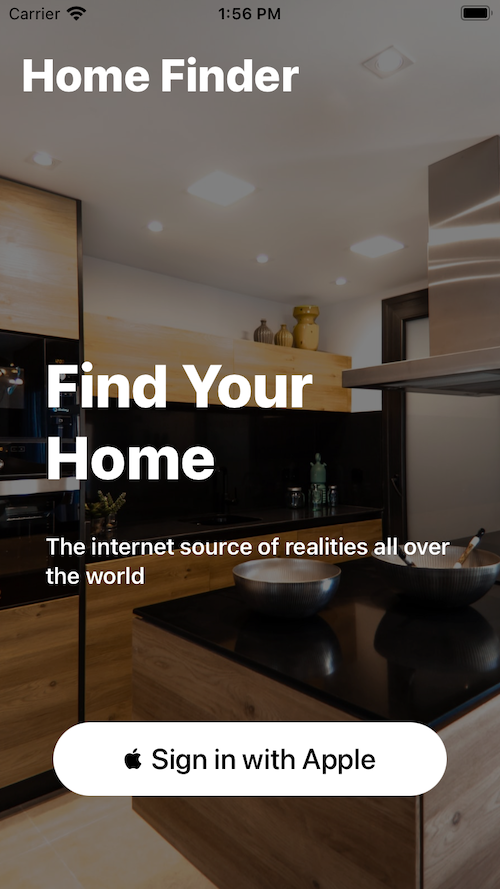 Carrier 1:56 PM
Home Finder
Find Your
Home
The internet source of realities all over
the world
Sign in with Apple